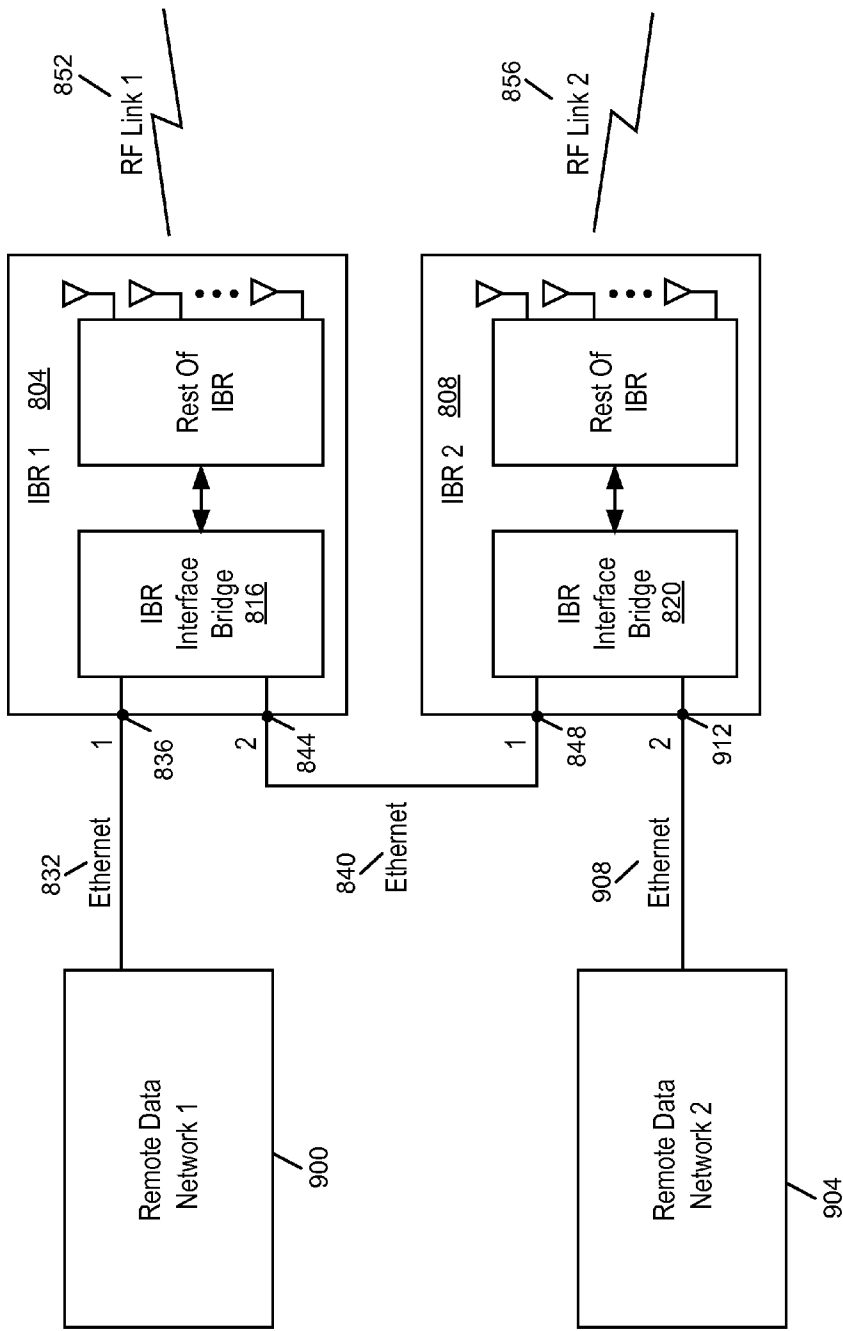 852
RF Link 1
856
RF Link 2
IBR 1
804
Rest Of
IBR
IBR
Interface
Bridge
816
IBR 2
808
Rest Of
IBR
IBR
Interface
Bridge
820
1
836
2
844
1
848
2
912
832
Ethernet
840
Ethernet
908
Ethernet
Remote Data
Network 1
900
Remote Data
Network 2
904